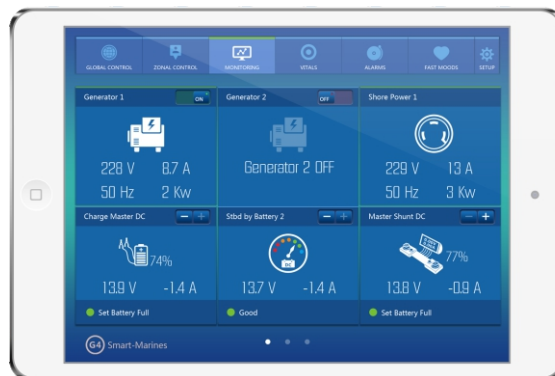 GLOBAL CONTROL
ZONAL CONTROL
MONITORING
VITALS
ALARMS
FAST MOODS
SETUP
Generator 1
ON
Generator 2
OFF
Shore Power 1
228 V 8.7 A
50 Hz 2 Kw
Generator 2 OFF
229 V 13 A
50 Hz 3 Kw
Charge Master DC
Stbd by Battery 2
Master Shunt DC
74%
DC
77%
13.9 V -1.4 A
13.7 V -1.4 A
13.8 V -0.9 A
Set Battery Full
Good
Set Battery Full
G4 Smart-Marines